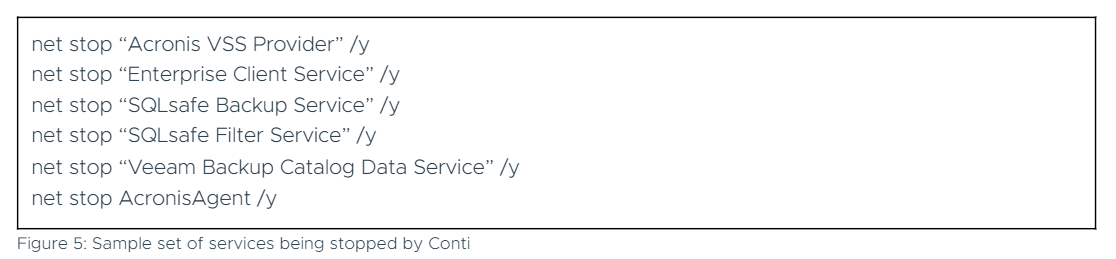 net stop “Acronis VSS Provider” /y
net stop “Enterprise Client Service” /y
net stop “SQLsafe Backup Service” /y
net stop “SQLsafe Filter Service” /y
net stop “Veeam Backup Catalog Data Service” /y
net stop AcronisAgent /y
Figure 5: Sample set of services being stopped by Conti